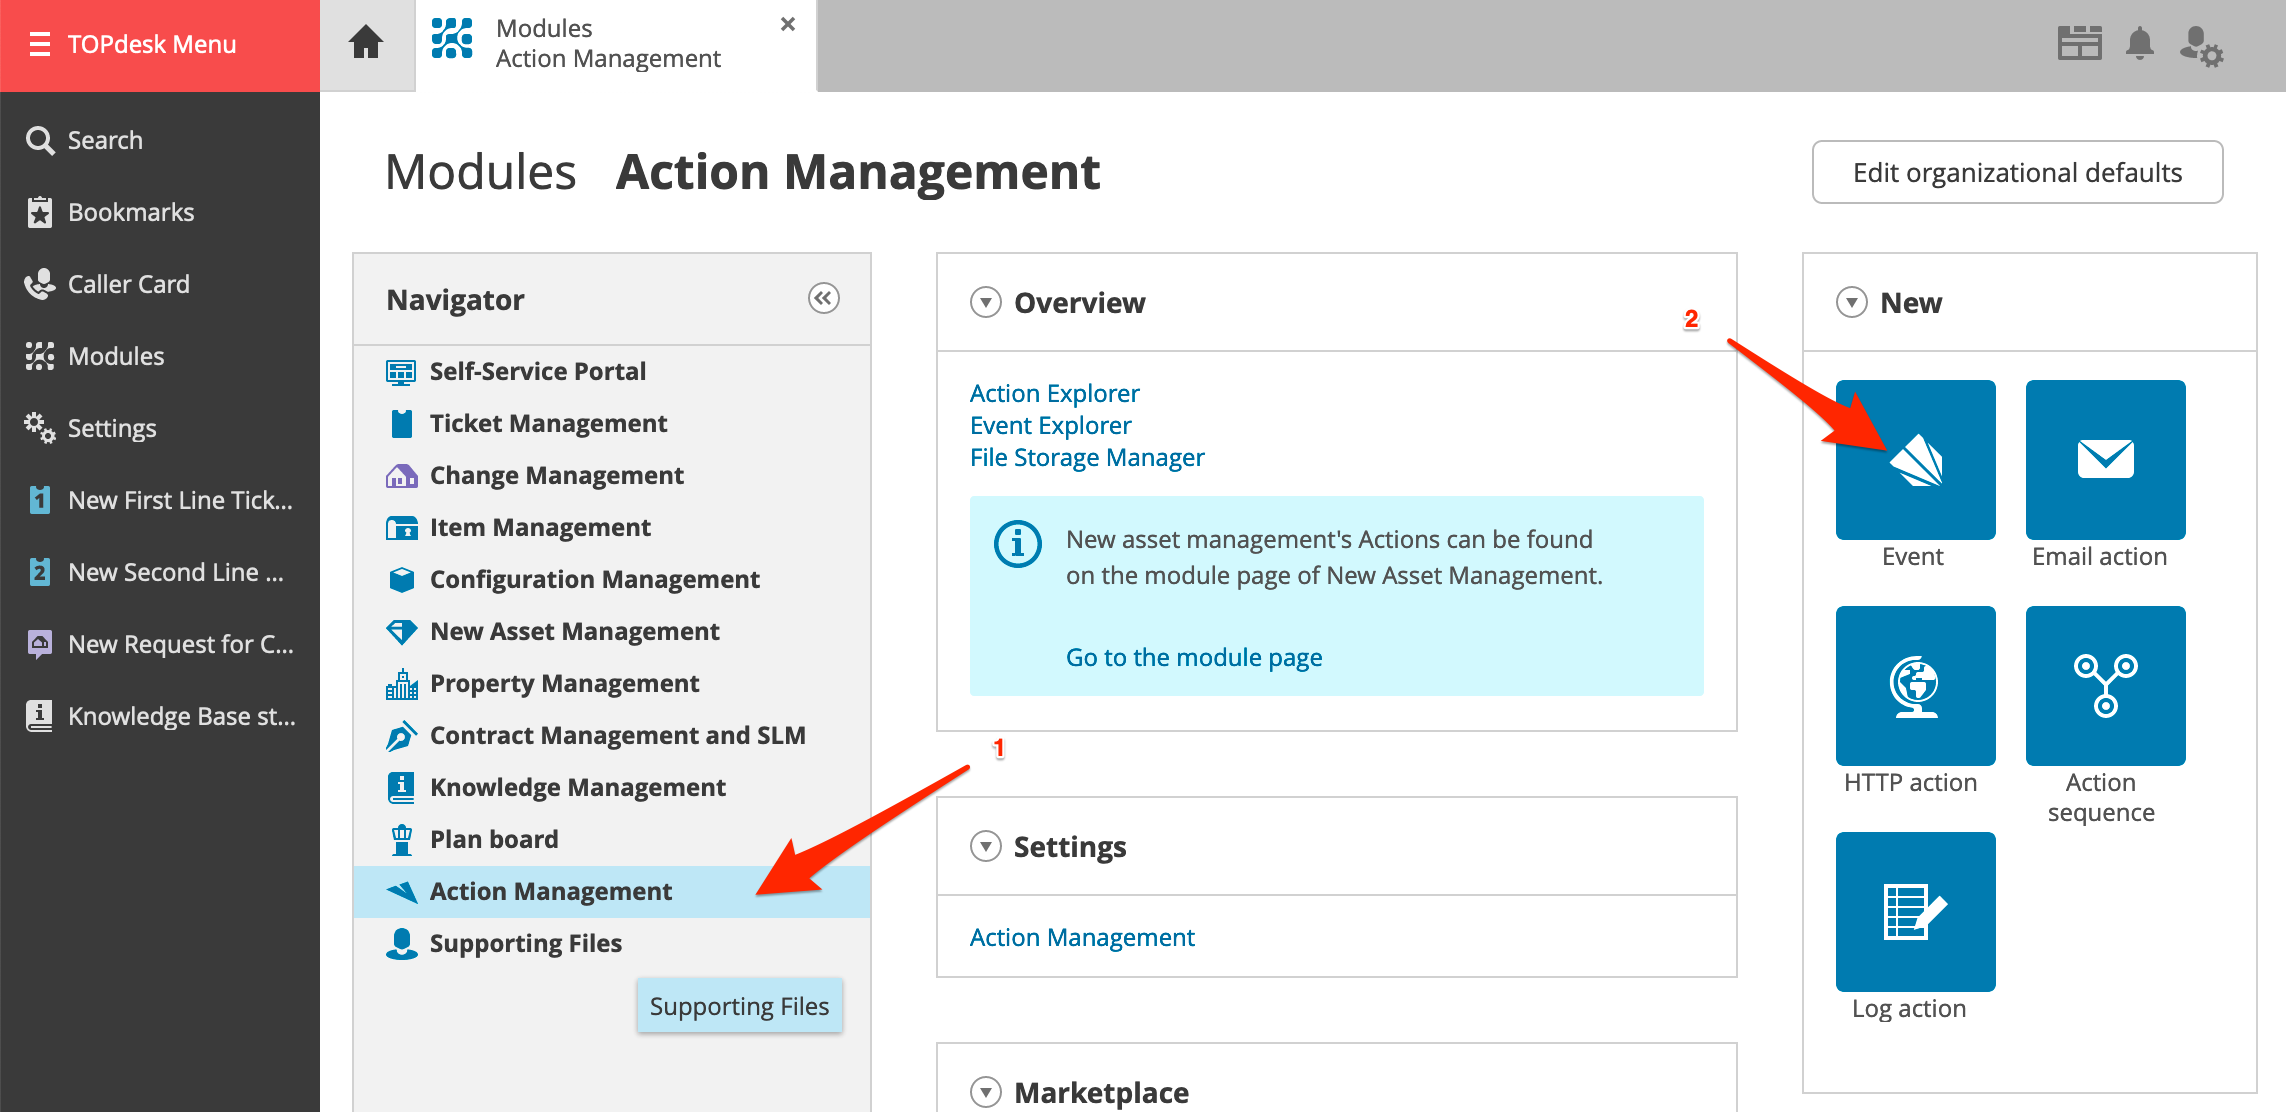 TOPdesk Menu
Modules
Action Management
Search
Bookmarks
Caller Card
Modules
Settings
1
New First Line Tick...
2
New Second Line ...
New Request for C...
Knowledge Base st...
Modules Action Management
Edit organizational defaults
Navigator
Self-Service Portal
Ticket Management
Change Management
Item Management
Configuration Management
New Asset Management
Property Management
Contract Management and SLM
Knowledge Management
Plan board
Action Management
Supporting Files
Supporting Files
1
Overview
Action Explorer
Event Explorer
File Storage Manager
New asset management's Actions can be found
on the module page of New Asset Management.
Go to the module page
Settings
Action Management
Marketplace
2
New
Event
Email action
HTTP action
Action
sequence
Log action